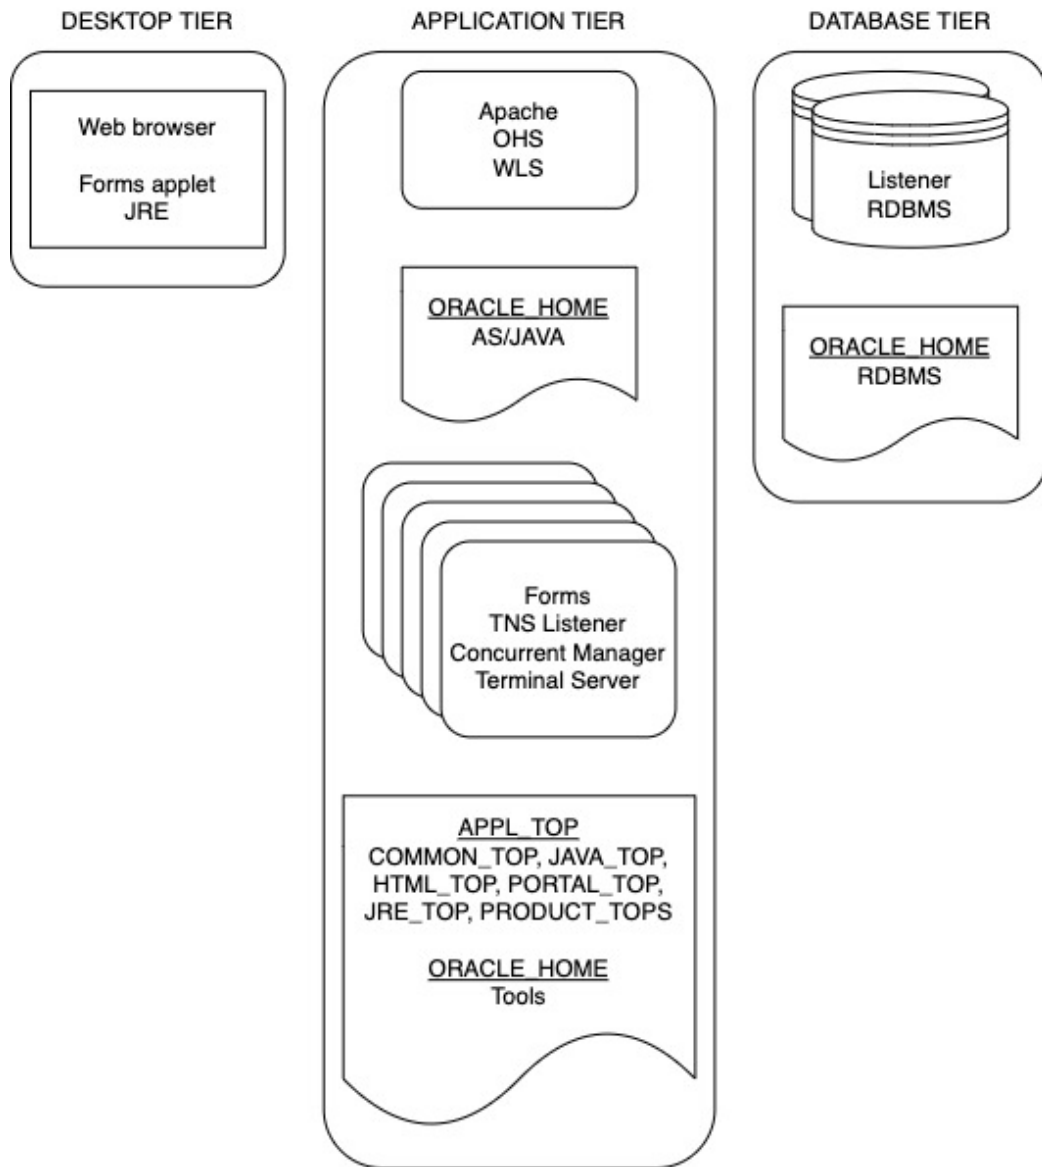 DESKTOP TIER
Web browser
Forms applet
JRE
APPLICATION TIER
Apache
OHS
WLS
ORACLE_HOME
AS/JAVA
Forms
TNS Listener
Concurrent Manager
Terminal Server
APPL_TOP
COMMON_TOP, JAVA_TOP,
HTML_TOP, PORTAL_TOP,
JRE_TOP, PRODUCT_TOPS
ORACLE_HOME
Tools
DATABASE TIER
Listener
RDBMS
ORACLE_HOME
RDBMS